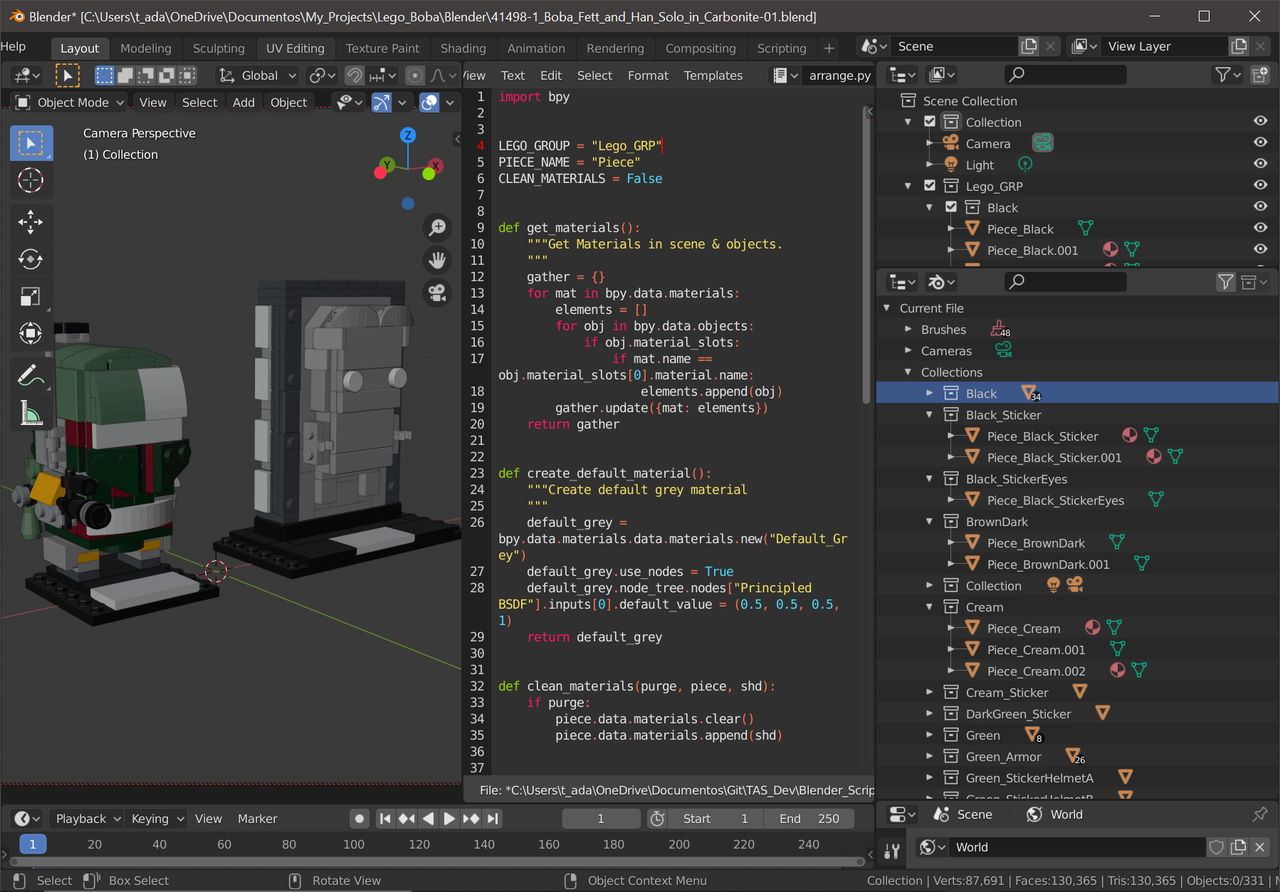 Blender* [C:\Users\t_ada\OneDrive\Documentos\My_Projects\Lego_Boba\Blender\41498-1_Boba_Fett_and_Han_Solo_in_Carbonite-01.blend]
Help Layout Modeling Sculpting UV Editing Texture Paint Shading Animation Rendering Compositing Scripting + Scene View Layer
Global
Object Mode View Select Add Object
Camera Perspective
(1) Collection
Z
Y
X
View Text Edit Select Format Templates arrange.py
1 import bpy
2
3
4 LEGO_GROUP = "Lego_GRP"
5 PIECE_NAME = "Piece"
6 CLEAN_MATERIALS = False
7
8
9 def get_materials():
10 """Get Materials in scene & objects.
11 """
12 gather = {}
13 for mat in bpy.data.materials:
14 elements = []
15 for obj in bpy.data.objects:
16 if obj.material_slots:
17 if mat.name ==
obj.material_slots[0].material.name:
18 elements.append(obj)
19 gather.update({mat: elements})
20 return gather
21
22
23 def create_default_material():
24 """Create default grey material
25 """
26 default_grey =
bpy.data.materials.data.materials.new("Default_Gr
ey")
27 default_grey.use_nodes = True
28 default_grey.node_tree.nodes["Principled
BSDF"].inputs[0].default_value = (0.5, 0.5, 0.5,
1)
29 return default_grey
30
31
32 def clean_materials(purge, piece, shd):
33 if purge:
34 piece.data.materials.clear()
35 piece.data.materials.append(shd)
36
37
File: *C:\Users\t_ada\OneDrive\Documentos\Git\TAS_Dev\Blender_Scrip
Scene Collection
Collection
Camera
Light
Lego_GRP
Black
Piece_Black
Piece_Black.001
Current File
Brushes 48
Cameras
Collections
Black 34
Black_Sticker
Piece_Black_Sticker
Piece_Black_Sticker.001
Black_StickerEyes
Piece_Black_StickerEyes
BrownDark
Piece_BrownDark
Piece_BrownDark.001
Collection
Cream
Piece_Cream
Piece_Cream.001
Piece_Cream.002
Cream_Sticker
DarkGreen_Sticker
Green 8
Green_Armor 26
Green_StickerHelmetA
Green_StickerHelmetB
Scene World
World
Playback Keying View Marker 1 Start 1 End 250
1 20 40 60 80 100 120 140 160 180 200 220 240
Select Box Select Rotate View Object Context Menu Collection | Verts:87,691 | Faces:130,365 | Tris:130,365 | Objects:0/331 |